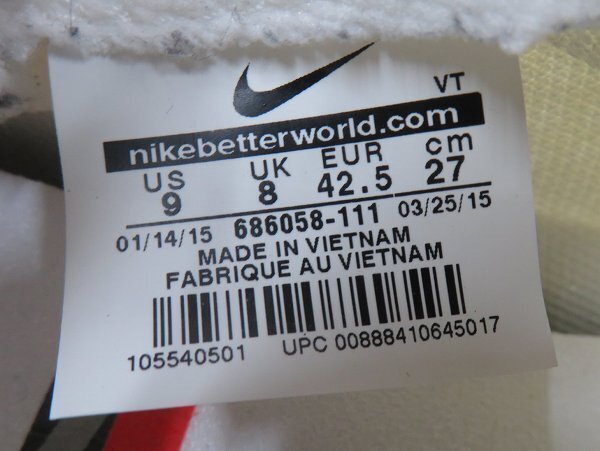 VT
nikebetterworld.com
US UK EUR cm
9 8 42.5 27
01/14/15 686058-111 03/25/15
MADE IN VIETNAM
FABRIQUE AU VIETNAM
105540501 UPC 00888410645017